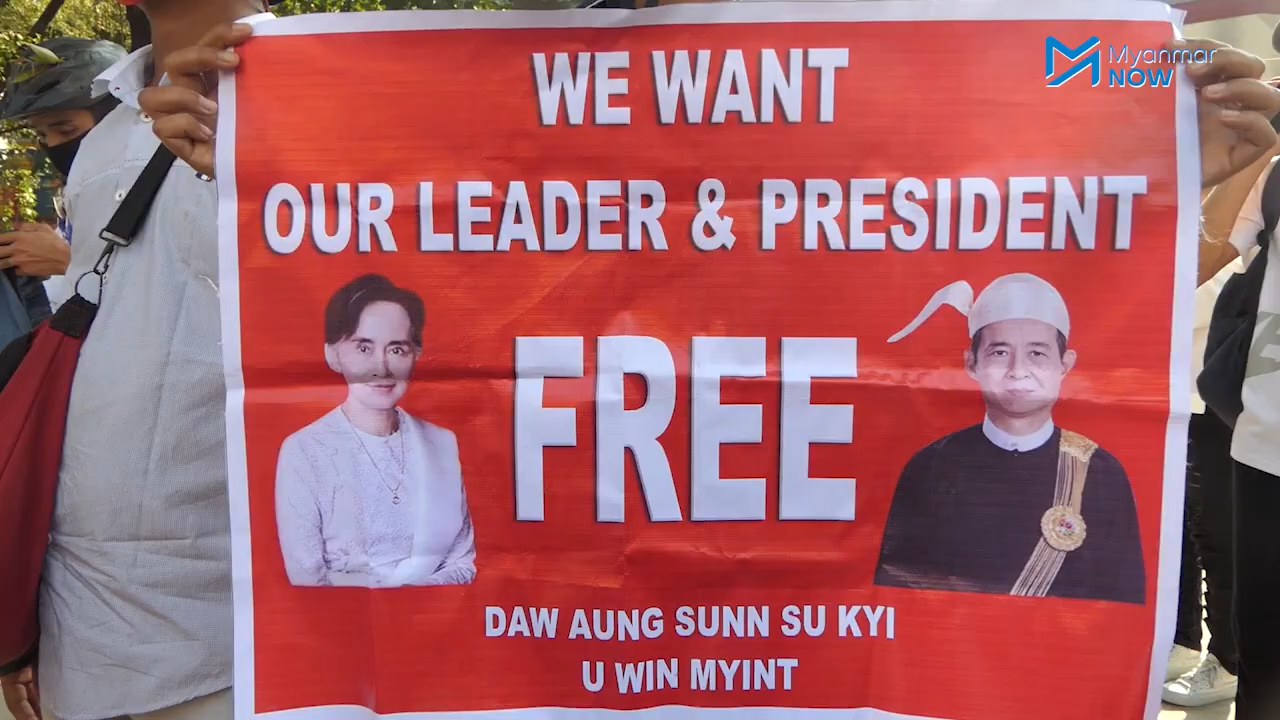 Myanmar
NOW
WE WANT
OUR LEADER & PRESIDENT
FREE
DAW AUNG SUNN SU KYI
U WIN MYINT